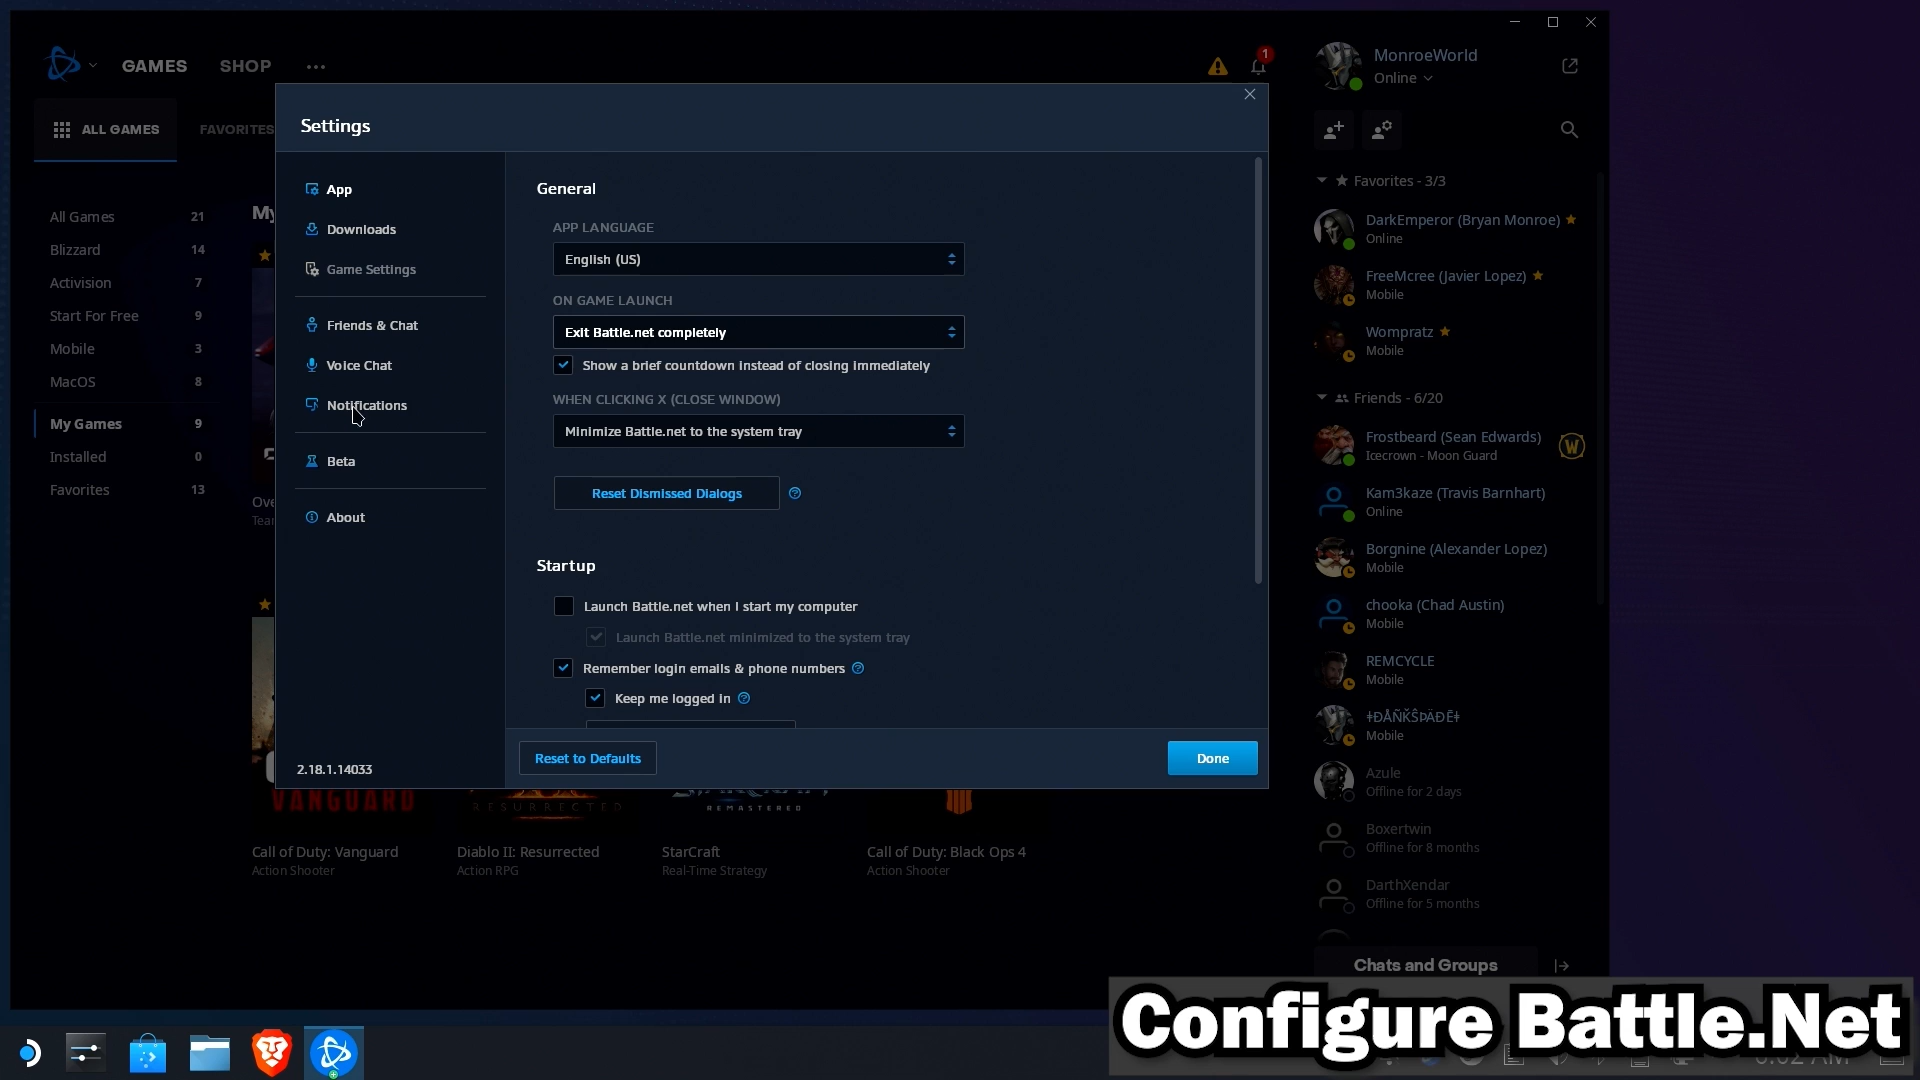 GAMES
SHOP
1
MonroeWorld
Online
ALL GAMES
FAVORITES
Settings
App
Downloads
Game Settings
Friends & Chat
Voice Chat
Notifications
Beta
About
2.18.1.14033
General
APP LANGUAGE
English (US)
ON GAME LAUNCH
Exit Battle.net completely
Show a brief countdown instead of closing immediately
WHEN CLICKING X (CLOSE WINDOW)
Minimize Battle.net to the system tray
Reset Dismissed Dialogs
Startup
Launch Battle.net when I start my computer
Launch Battle.net minimized to the system tray
Remember login emails & phone numbers
Keep me logged in
Reset to Defaults
Done
All Games 21
Blizzard 14
Activision 7
Start For Free 9
Mobile 3
MacOS 8
My Games 9
Installed 0
Favorites 13
My
Ove
Tean
VANGUARD
RESURRECTED
REMASTERED
Call of Duty: Vanguard
Action Shooter
Diablo II: Resurrected
Action RPG
StarCraft
Real-Time Strategy
Call of Duty: Black Ops 4
Action Shooter
Favorites - 3/3
DarkEmperor (Bryan Monroe)
Online
FreeMcree (Javier Lopez)
Mobile
Wompratz
Mobile
Friends - 6/20
Frostbeard (Sean Edwards)
Icecrown - Moon Guard
Kam3kaze (Travis Barnhart)
Online
Borgnine (Alexander Lopez)
Mobile
chooka (Chad Austin)
Mobile
REMCYCLE
Mobile
Mobile
Azule
Offline for 2 days
Boxertwin
Offline for 8 months
DarthXendar
Offline for 5 months
Chats and Groups
Configure Battle.Net